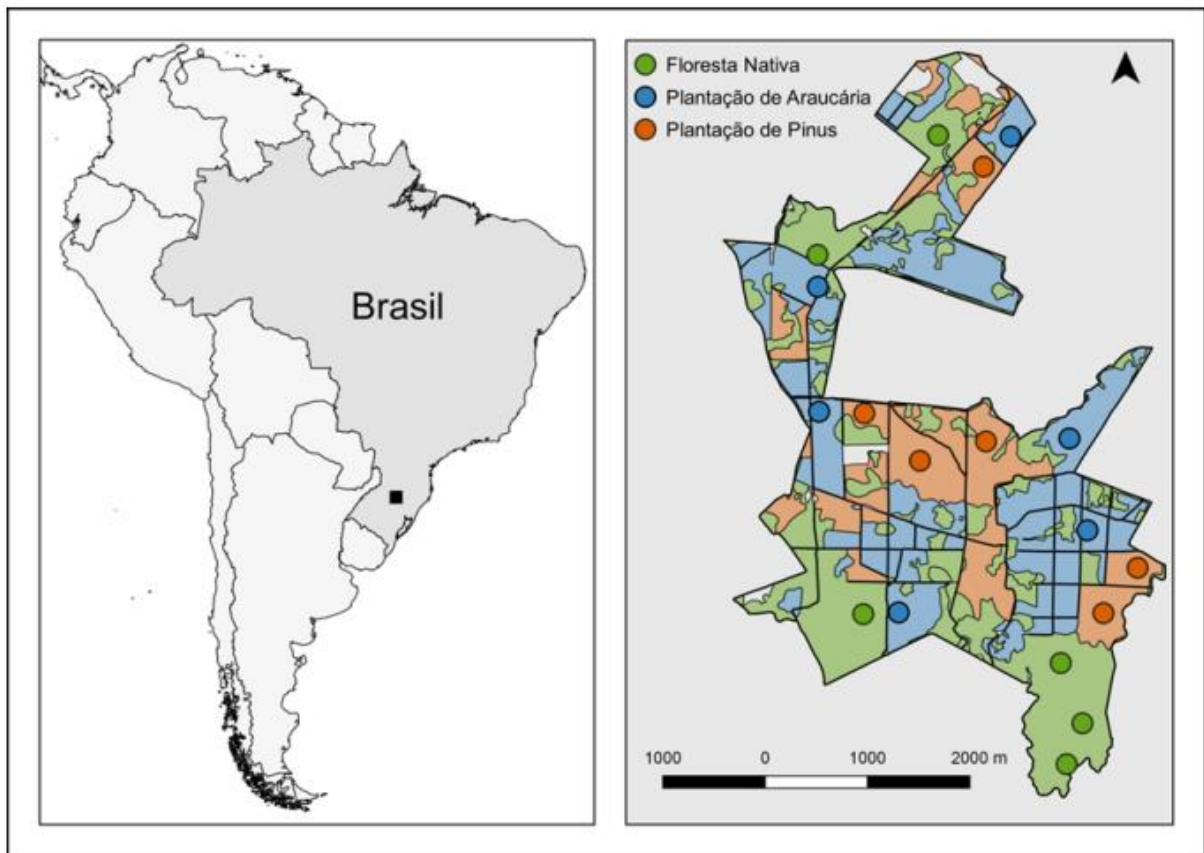 Brasil
Floresta Nativa
Plantação de Araucária
Plantação de Pinus
1000 0 1000 2000 m